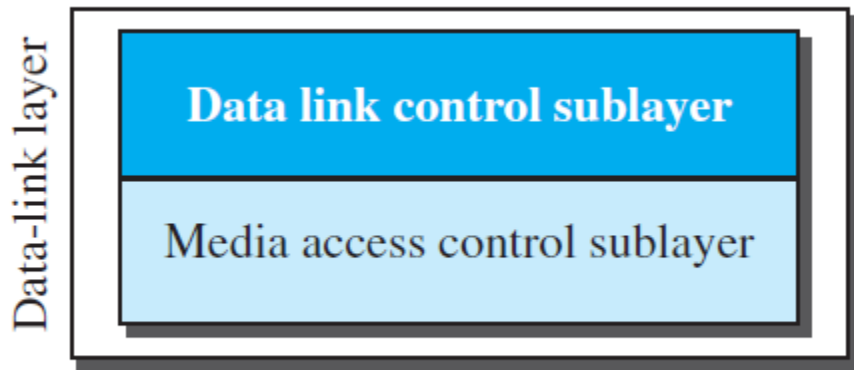 Data-link layer
Data link control sublayer
Media access control sublayer